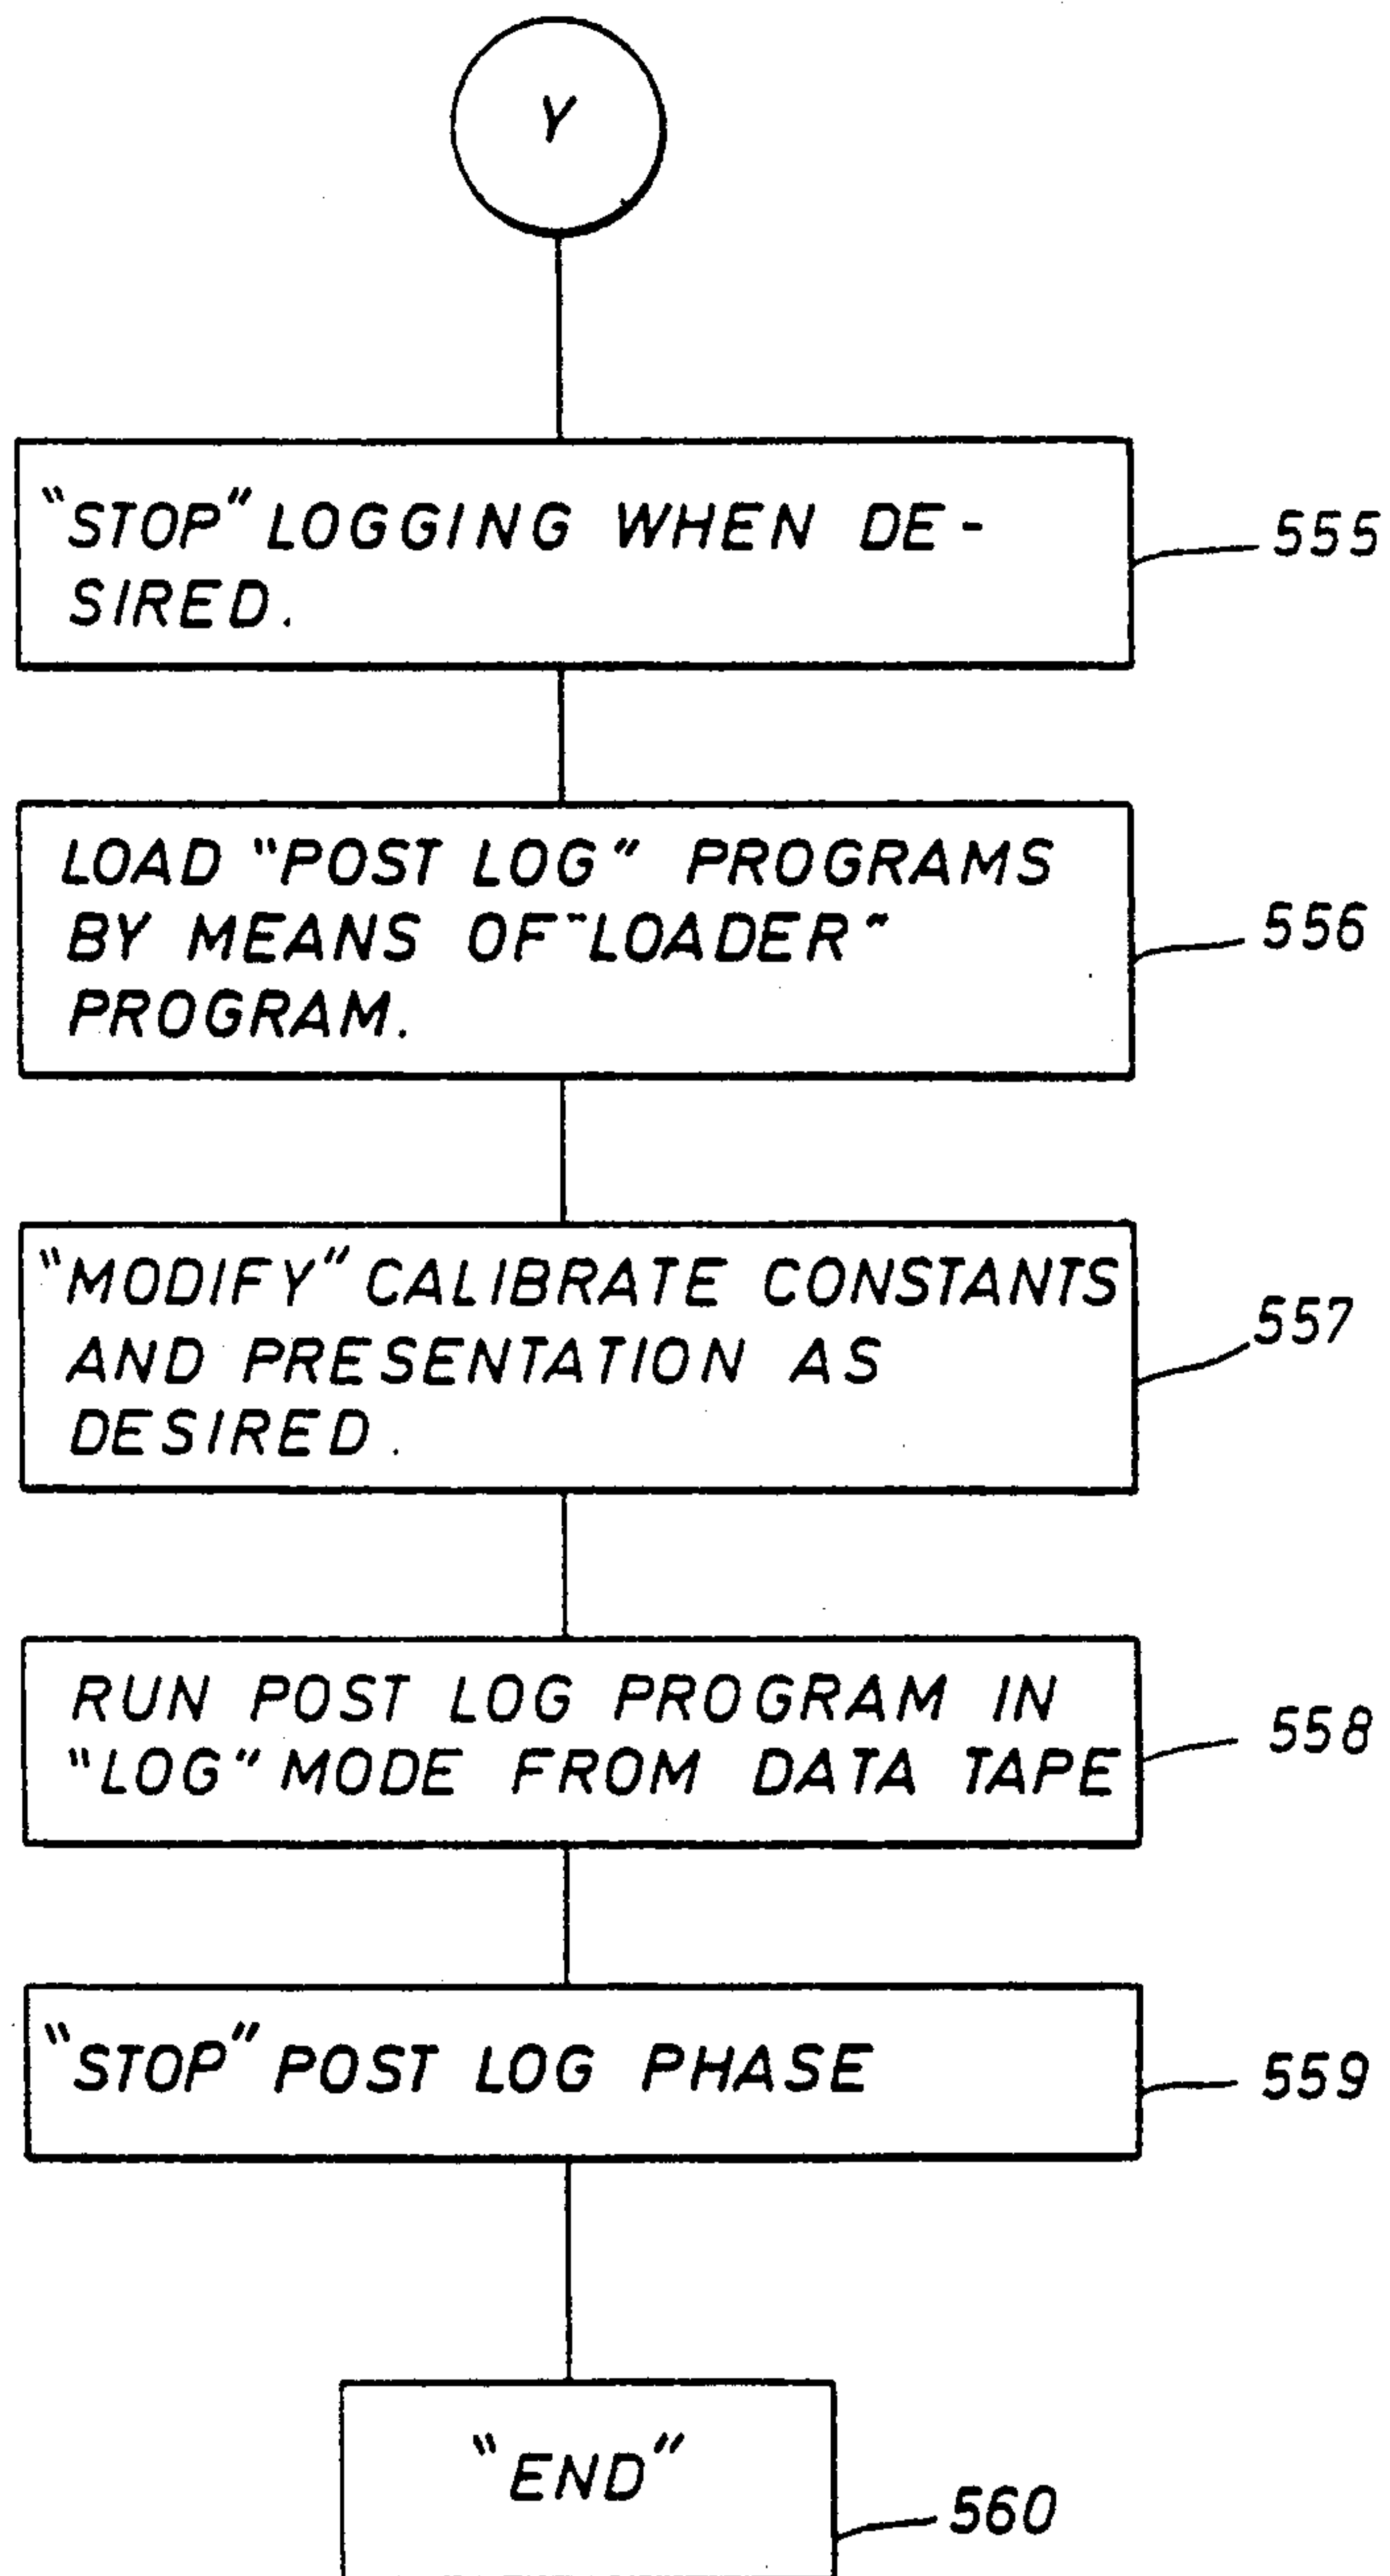 Y
"STOP" LOGGING WHEN DE-
SIRED.
555
LOAD "POST LOG" PROGRAMS
BY MEANS OF "LOADER"
PROGRAM.
556
"MODIFY" CALIBRATE CONSTANTS
AND PRESENTATION AS
DESIRED.
557
RUN POST LOG PROGRAM IN
"LOG" MODE FROM DATA TAPE
558
"STOP" POST LOG PHASE
559
"END"
560